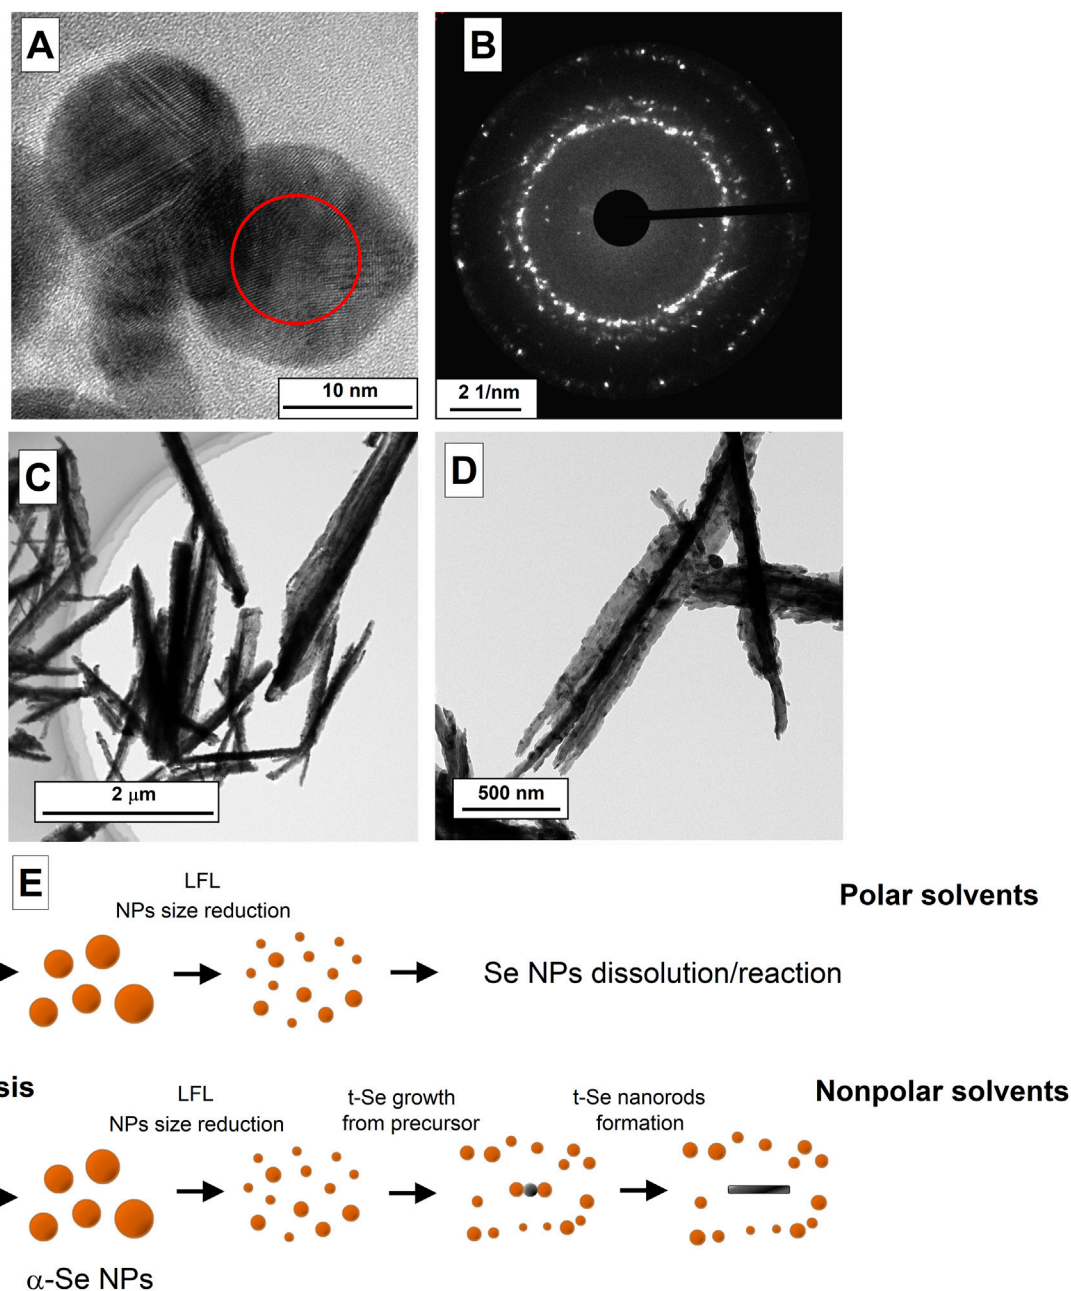 A
B
10 nm
2 1/nm
C
D
2 μm
500 nm
E
LFL
NPs size reduction
Polar solvents
Se NPs dissolution/reaction
sis
LFL
NPs size reduction
t-Se growth
from precursor
t-Se nanorods
formation
Nonpolar solvents
α-Se NPs